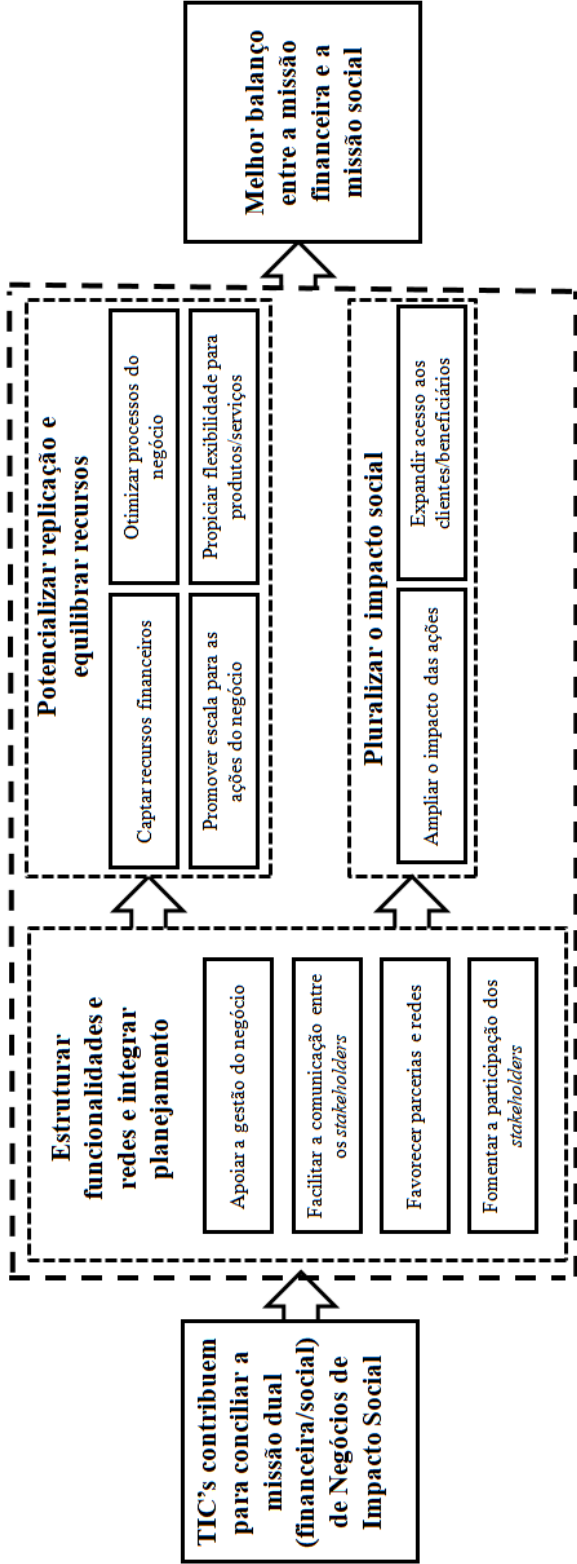 TIC's contribuem
para conciliar a
missão dual
(financeira/social)
de Negócios de
Impacto Social
Estruturar
funcionalidades e
redes e integrar
planejamento
Apoiar a gestão do negócio
Facilitar a comunicação entre
os stakeholders
Favorecer parcerias e redes
Fomentar a participação dos
stakeholders
Potencializar replicação e
equilibrar recursos
Captar recursos financeiros
Otimizar processos do
negócio
Promover escala para as
ações do negócio
Propiciar flexibilidade para
produtos/serviços
Pluralizar o impacto social
Ampliar o impacto das ações
Expandir acesso aos
clientes/beneficiários
Melhor balanço
entre a missão
financeira e a
missão social